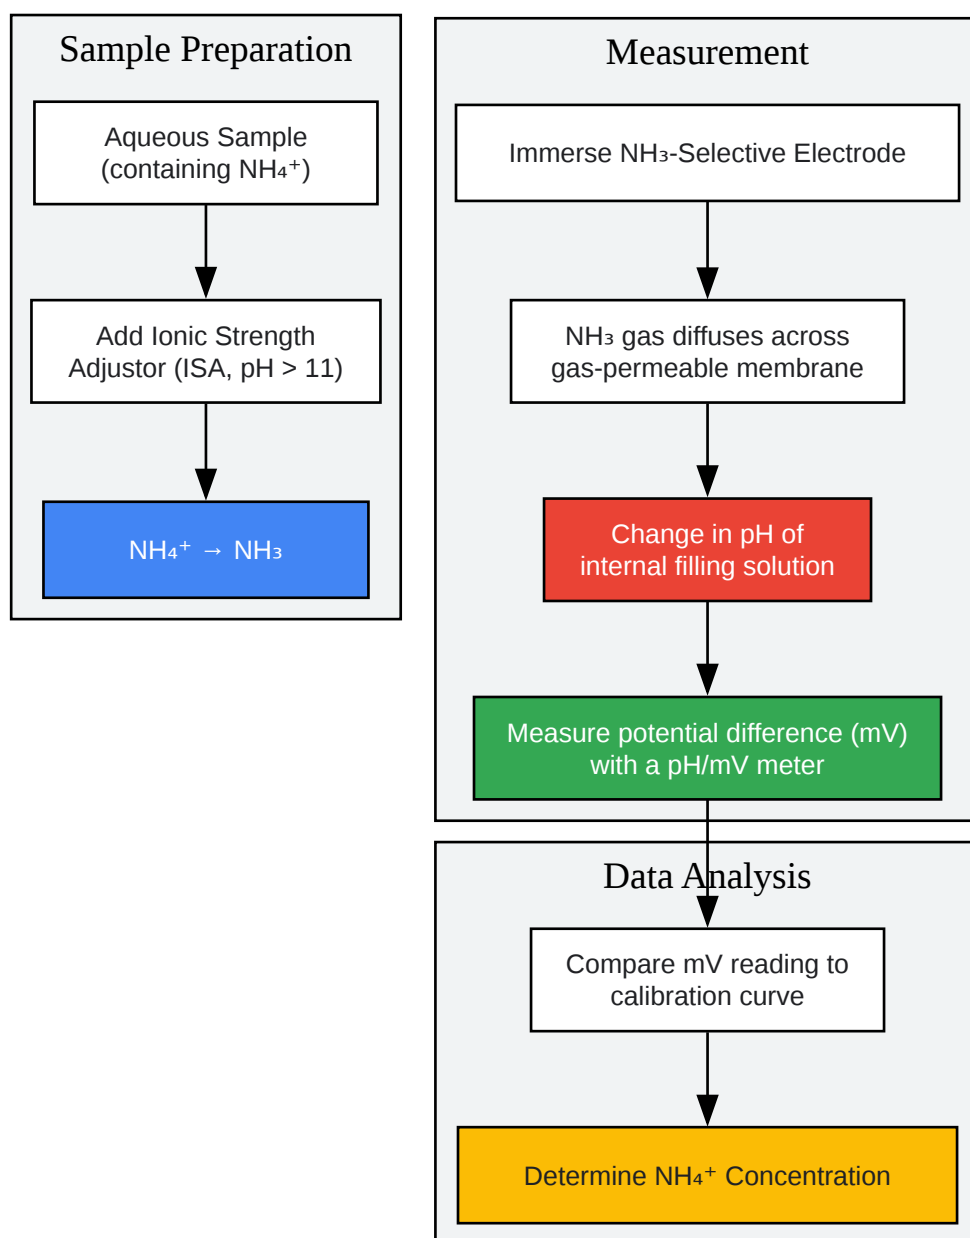 Sample Preparation
Aqueous Sample
(containing NH₄⁺)
Add Ionic Strength
Adjustor (ISA, pH > 11)
NH₄⁺ → NH₃
Measurement
Immerse NH₃-Selective Electrode
NH₃ gas diffuses across
gas-permeable membrane
Change in pH of
internal filling solution
Measure potential difference (mV)
with a pH/mV meter
Data Analysis
Compare mV reading to
calibration curve
Determine NH₄⁺ Concentration